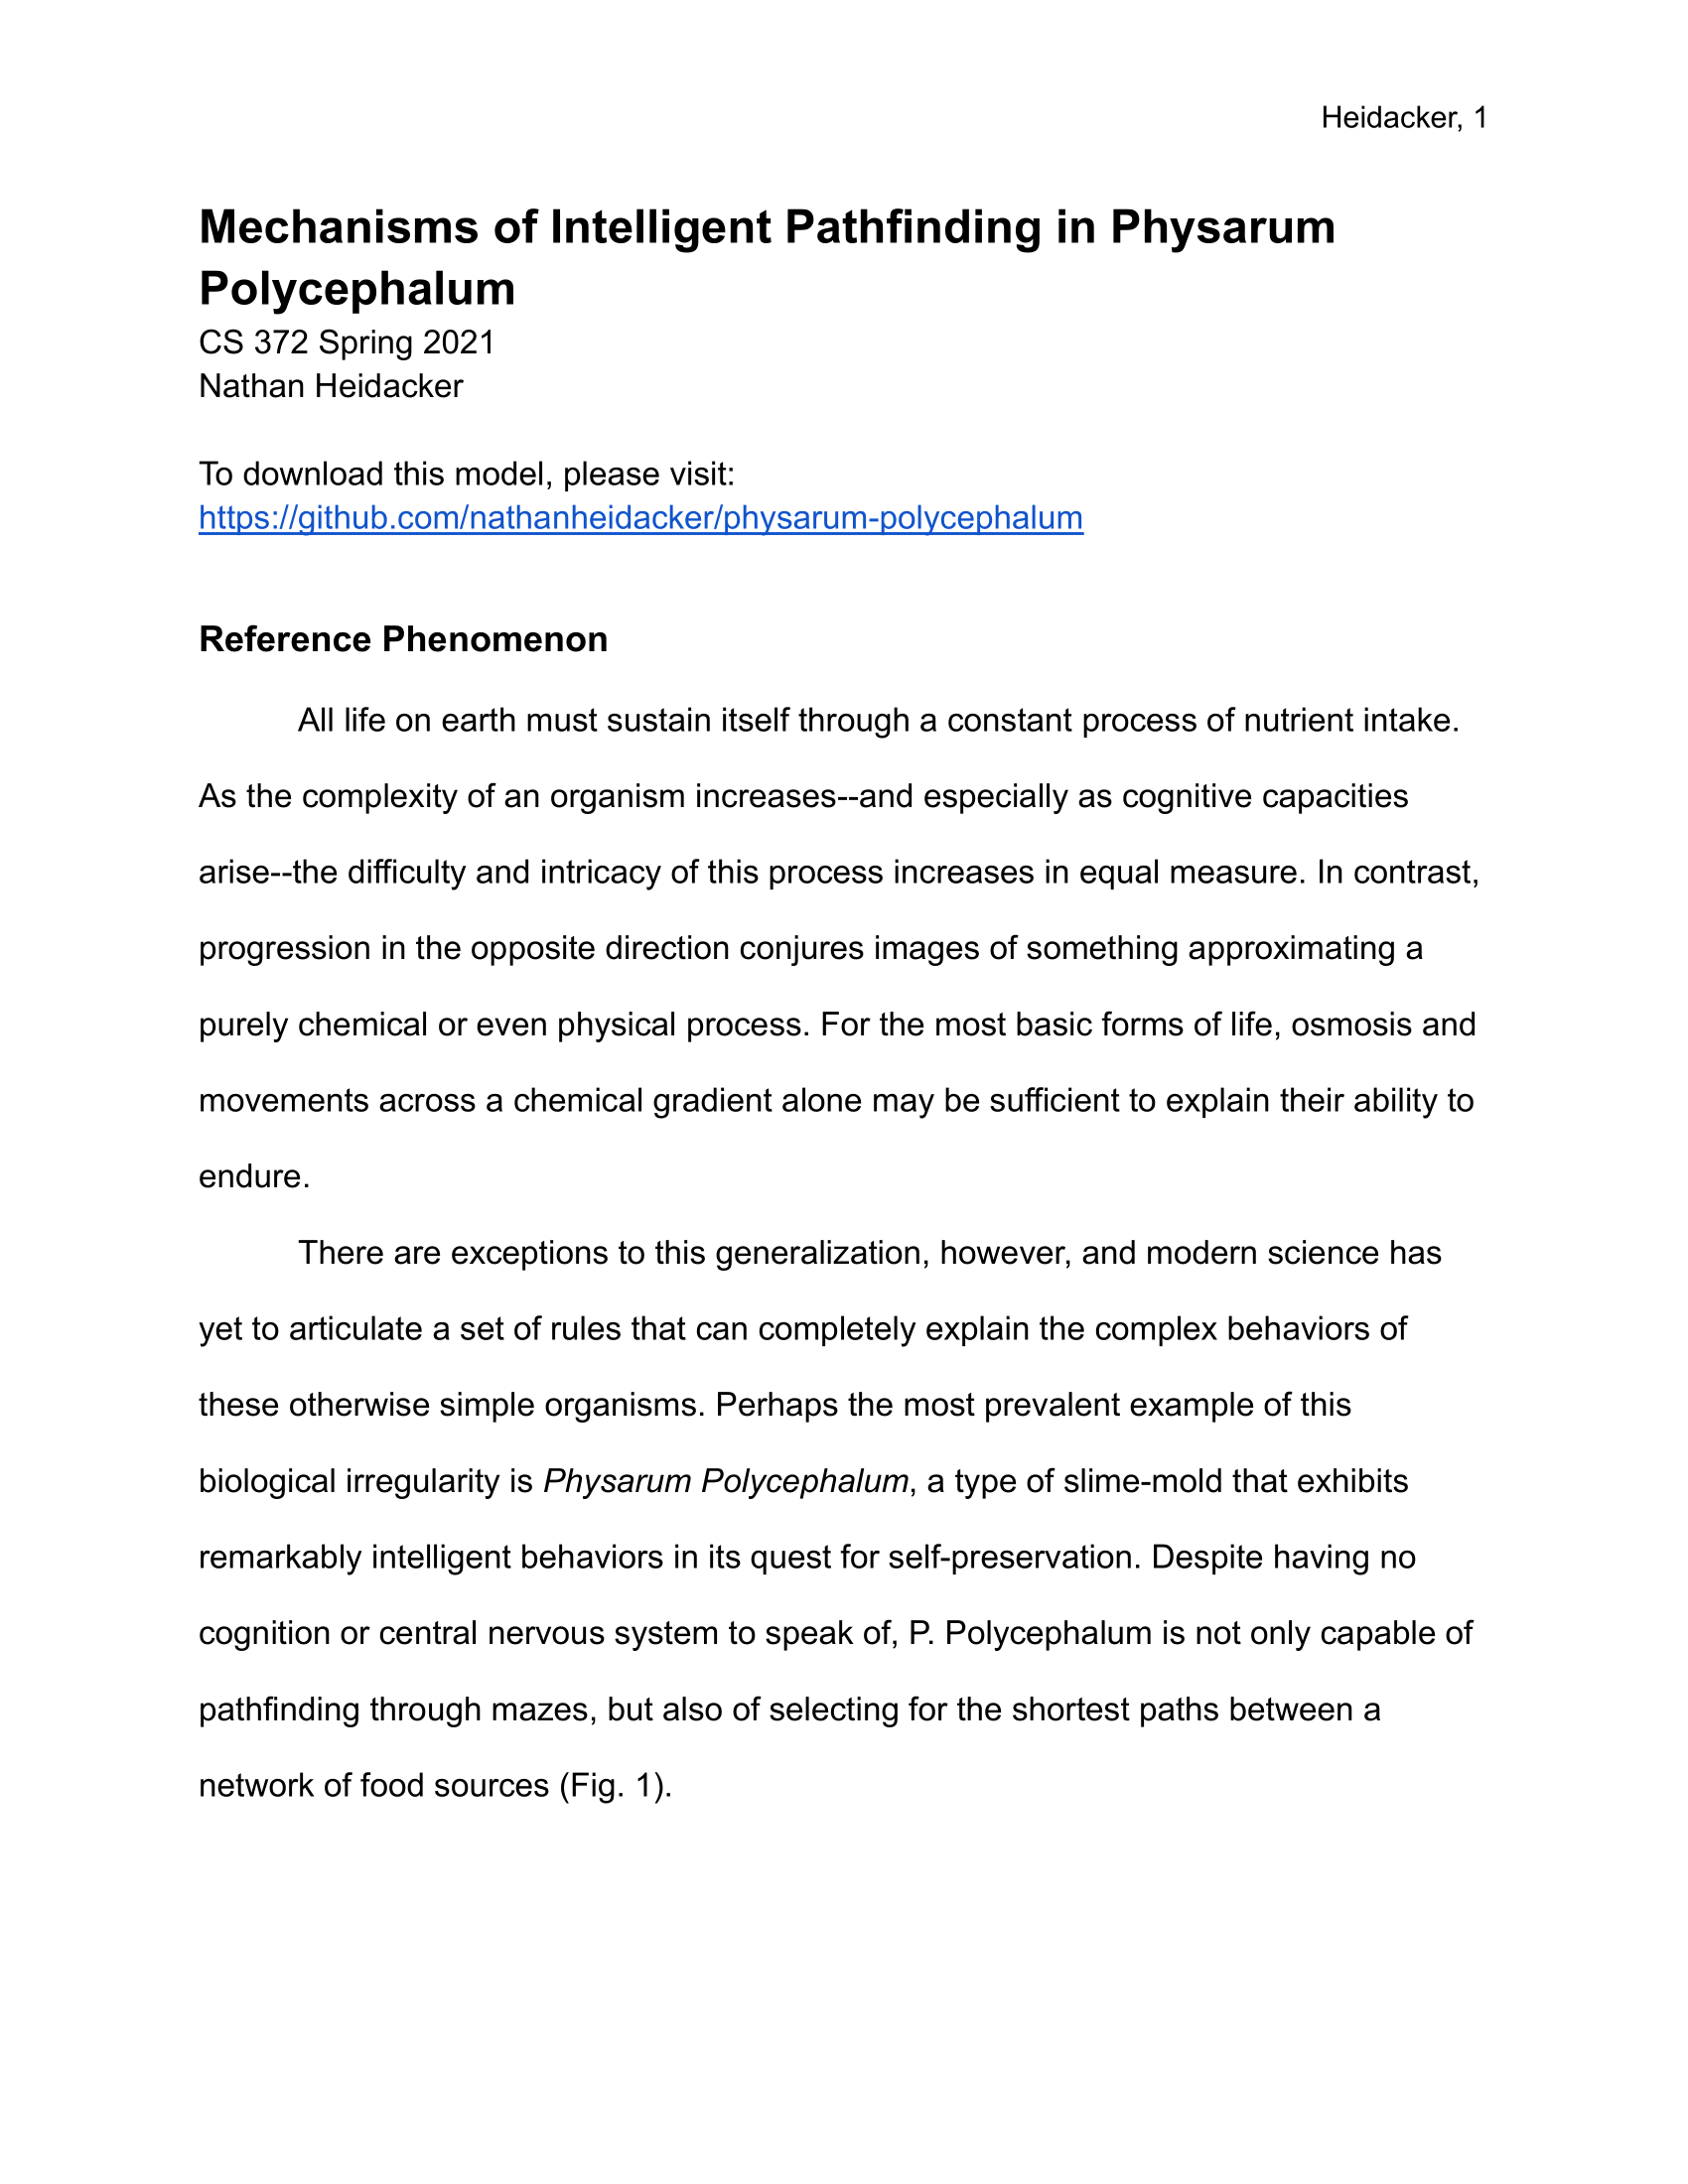 Heidacker, 1
Mechanisms of Intelligent Pathfinding in Physarum
Polycephalum
CS 372 Spring 2021
Nathan Heidacker
To download this model, please visit:
https://github.com/nathanheidacker/physarum-polycephalum
Reference Phenomenon
All life on earth must sustain itself through a constant process of nutrient intake.
As the complexity of an organism increases--and especially as cognitive capacities
arise--the difficulty and intricacy of this process increases in equal measure. In contrast,
progression in the opposite direction conjures images of something approximating a
purely chemical or even physical process. For the most basic forms of life, osmosis and
movements across a chemical gradient alone may be sufficient to explain their ability to
endure.
There are exceptions to this generalization, however, and modern science has
yet to articulate a set of rules that can completely explain the complex behaviors of
these otherwise simple organisms. Perhaps the most prevalent example of this
biological irregularity is Physarum Polycephalum, a type of slime-mold that exhibits
remarkably intelligent behaviors in its quest for self-preservation. Despite having no
cognition or central nervous system to speak of, P. Polycephalum is not only capable of
pathfinding through mazes, but also of selecting for the shortest paths between a
network of food sources (Fig. 1).